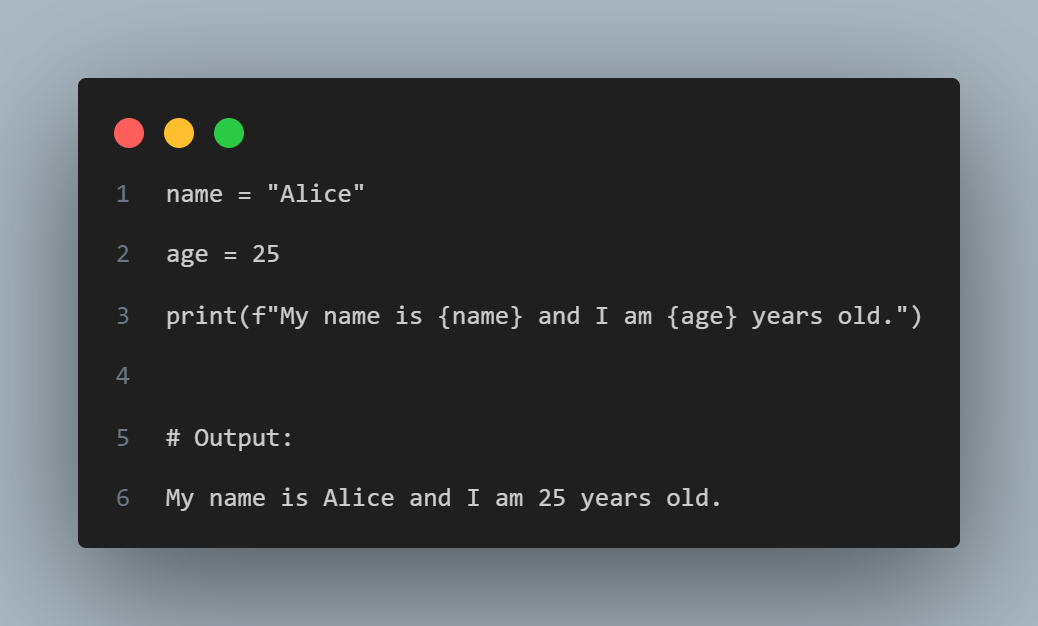 1 name = "Alice"
2 age = 25
3 print(f"My name is {name} and I am {age} years old.")
4
5 # Output:
6 My name is Alice and I am 25 years old.